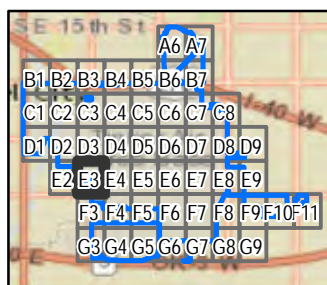 SE 15th St
A6 A7
B1 B2 B3 B4 B5 B6 B7
I-40 W
C1 C2 C3 C4 C5 C6 C7 C8
D1 D2 D3 D4 D5 D6 D7 D8 D9
E2 E3 E4 E5 E6 E7 E8 E9
F3 F4 F5 F6 F7 F8 F9 F10 F11
G3 G4 G5 G6 G7 G8 G9